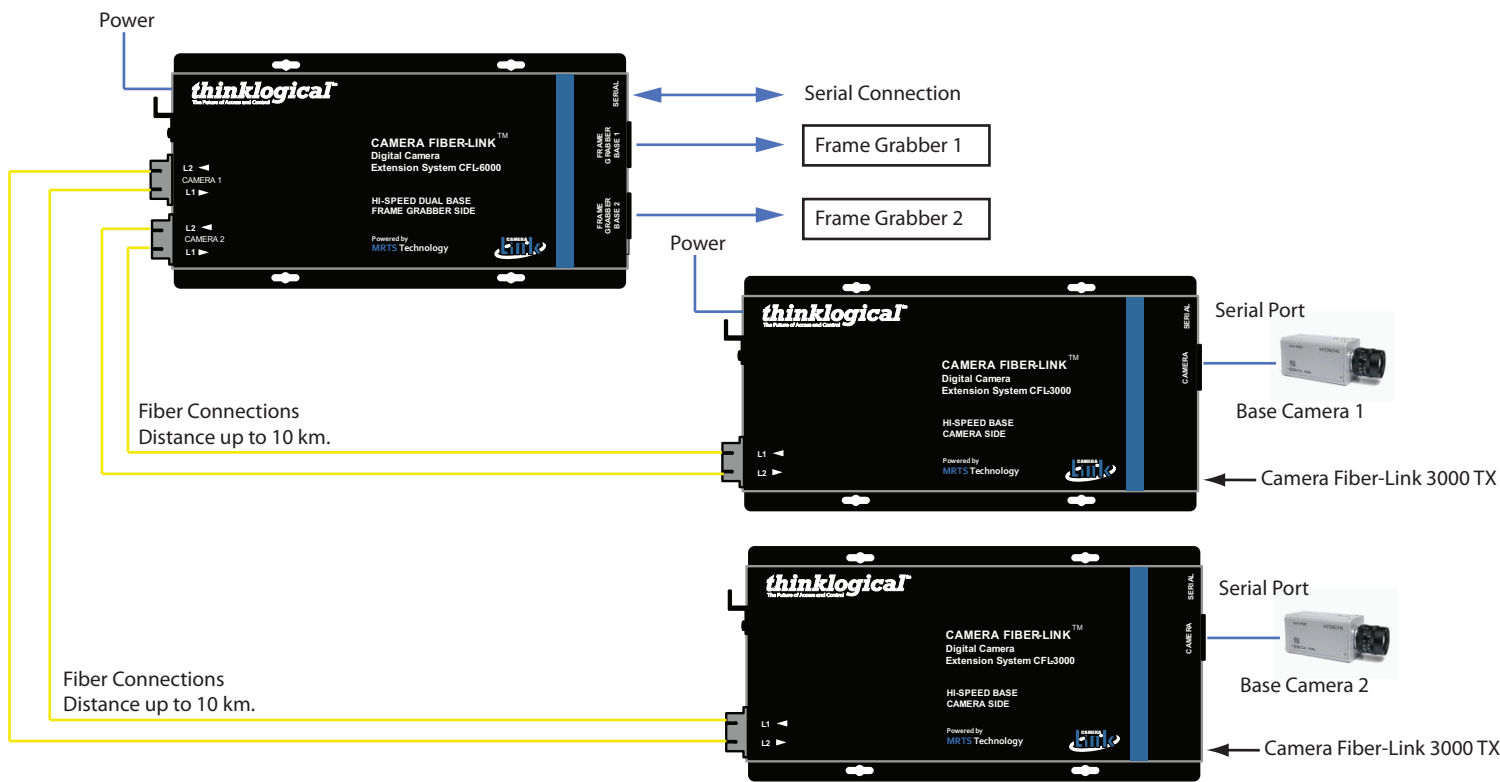 Power
thinklogical™
The Future of Access and Control
CAMERA FIBER-LINK™
Digital Camera
Extension System CFL-6000
HI-SPEED DUAL BASE
FRAME GRABBER SIDE
Powered by
MRTS Technology
CAMERA
Link
L2
CAMERA 1
L1
L2
CAMERA 2
L1
SERIAL
FRAME
GRABBER
BASE 1
FRAME
GRABBER
BASE 2
Serial Connection
Frame Grabber 1
Frame Grabber 2
Power
thinklogical™
The Future of Access and Control
CAMERA FIBER-LINK™
Digital Camera
Extension System CFL-3000
HI-SPEED BASE
CAMERA SIDE
Powered by
MRTS Technology
CAMERA
Link
L1
L2
SERIAL
CAMERA
Serial Port
HITACHI
Base Camera 1
Camera Fiber-Link 3000 TX
Fiber Connections
Distance up to 10 km.
thinklogical™
The Future of Access and Control
CAMERA FIBER-LINK™
Digital Camera
Extension System CFL-3000
HI-SPEED BASE
CAMERA SIDE
Powered by
MRTS Technology
CAMERA
Link
L1
L2
SERIAL
CAMERA
Serial Port
HITACHI
Base Camera 2
Camera Fiber-Link 3000 TX
Fiber Connections
Distance up to 10 km.